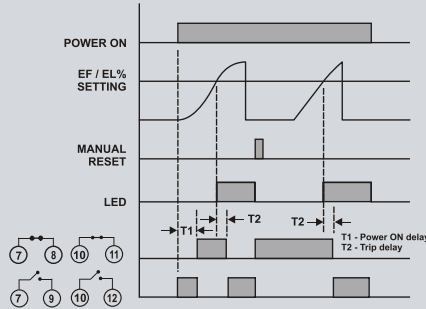 POWER ON
EF / EL%
SETTING
MANUAL
RESET
LED
T1
T2
T2
T1 - Power ON delay
T2 - Trip delay
7 8 10 11
7 9 10 12